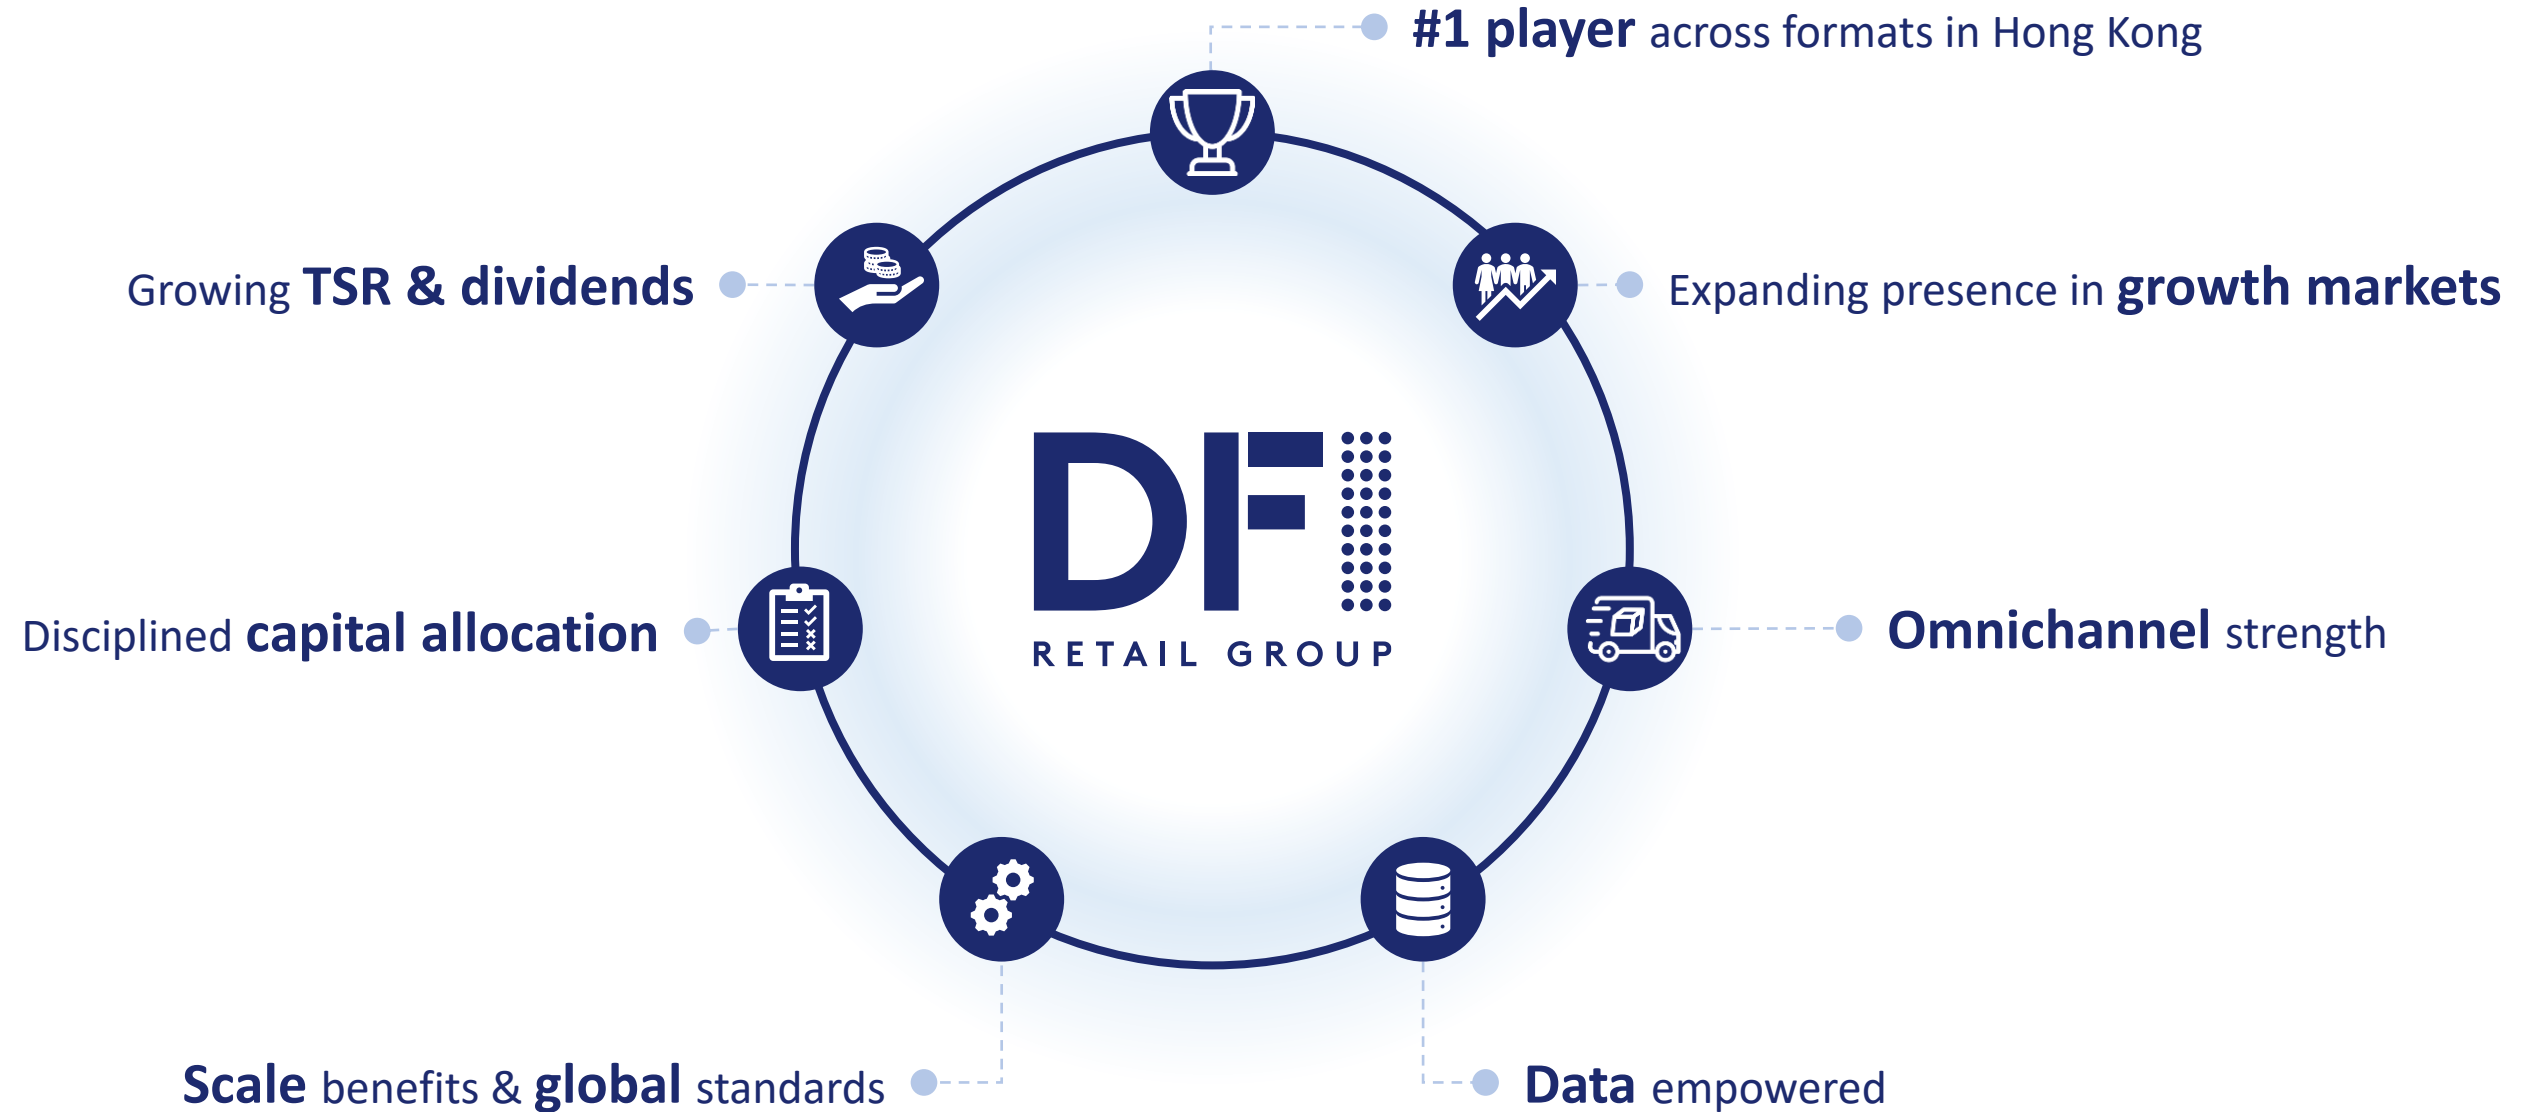 #1 player across formats in Hong Kong
Growing TSR & dividends
Expanding presence in growth markets
DFI
RETAIL GROUP
Disciplined capital allocation
Omnichannel strength
Scale benefits & global standards
Data empowered